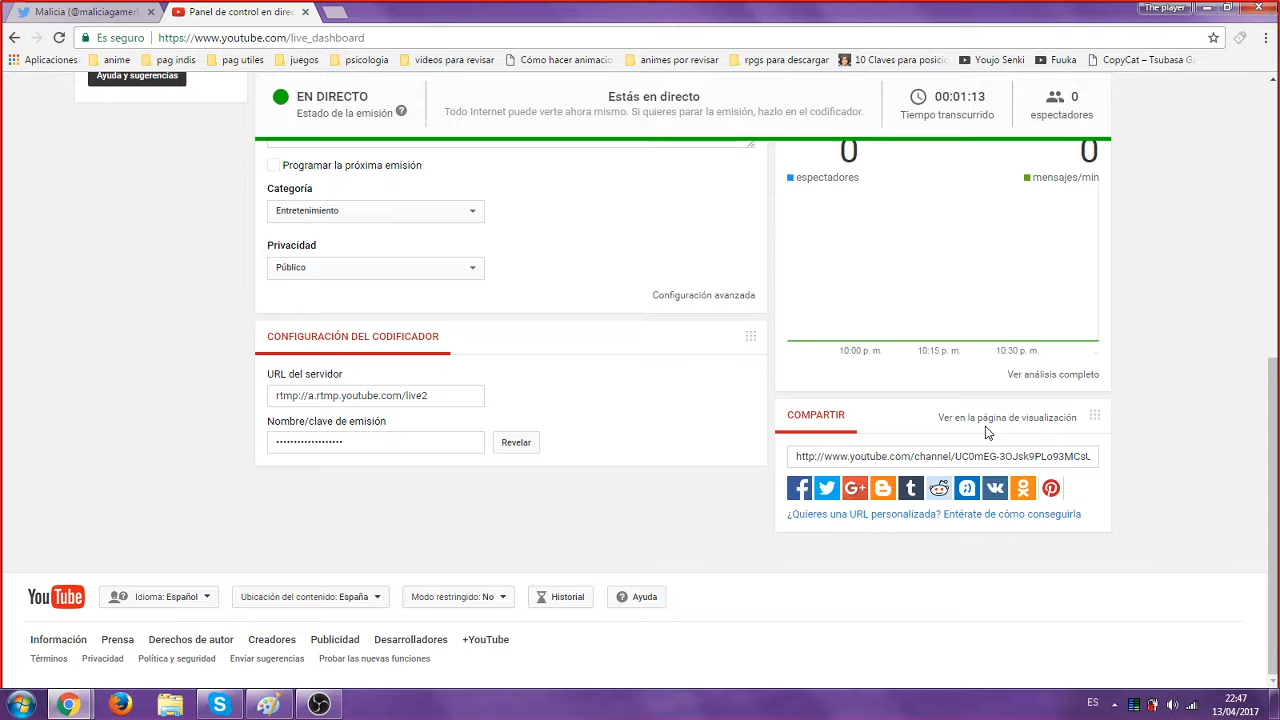 Malicia (@maliciagamer
Panel de control en direc
The player
Es seguro
https://www.youtube.com/live_dashboard
Aplicaciones
anime
pag indis
pag utiles
juegos
psicologia
videos para revisar
Cómo hacer animacio
animes por revisar
rpgs para descargar
10 Claves para posicio
Youjo Senki
Fuuka
CopyCat – Tsubasa Ga
Ayuda y sugerencias
EN DIRECTO
Estado de la emisión ?
Estás en directo
Todo Internet puede verte ahora mismo. Si quieres parar la emisión, hazlo en el codificador.
00:01:13
Tiempo transcurrido
0
espectadores
Programar la próxima emisión
Categoría
Entretenimiento
Privacidad
Público
Configuración avanzada
CONFIGURACIÓN DEL CODIFICADOR
URL del servidor
rtmp://a.rtmp.youtube.com/live2
Nombre/clave de emisión
••••••••••••••••••• Revelar
0 0
espectadores mensajes/min
10:00 p. m. 10:15 p. m. 10:30 p. m. ..
Ver análisis completo
COMPARTIR
Ver en la página de visualización
http://www.youtube.com/channel/UC0mEG-3OJsk9PLo93MCsU
¿Quieres una URL personalizada? Entérate de cómo conseguirla
YouTube
Idioma: Español
Ubicación del contenido: España
Modo restringido: No
Historial
Ayuda
Información Prensa Derechos de autor Creadores Publicidad Desarrolladores +YouTube
Términos Privacidad Política y seguridad Enviar sugerencias Probar las nuevas funciones
ES
22:47
13/04/2017